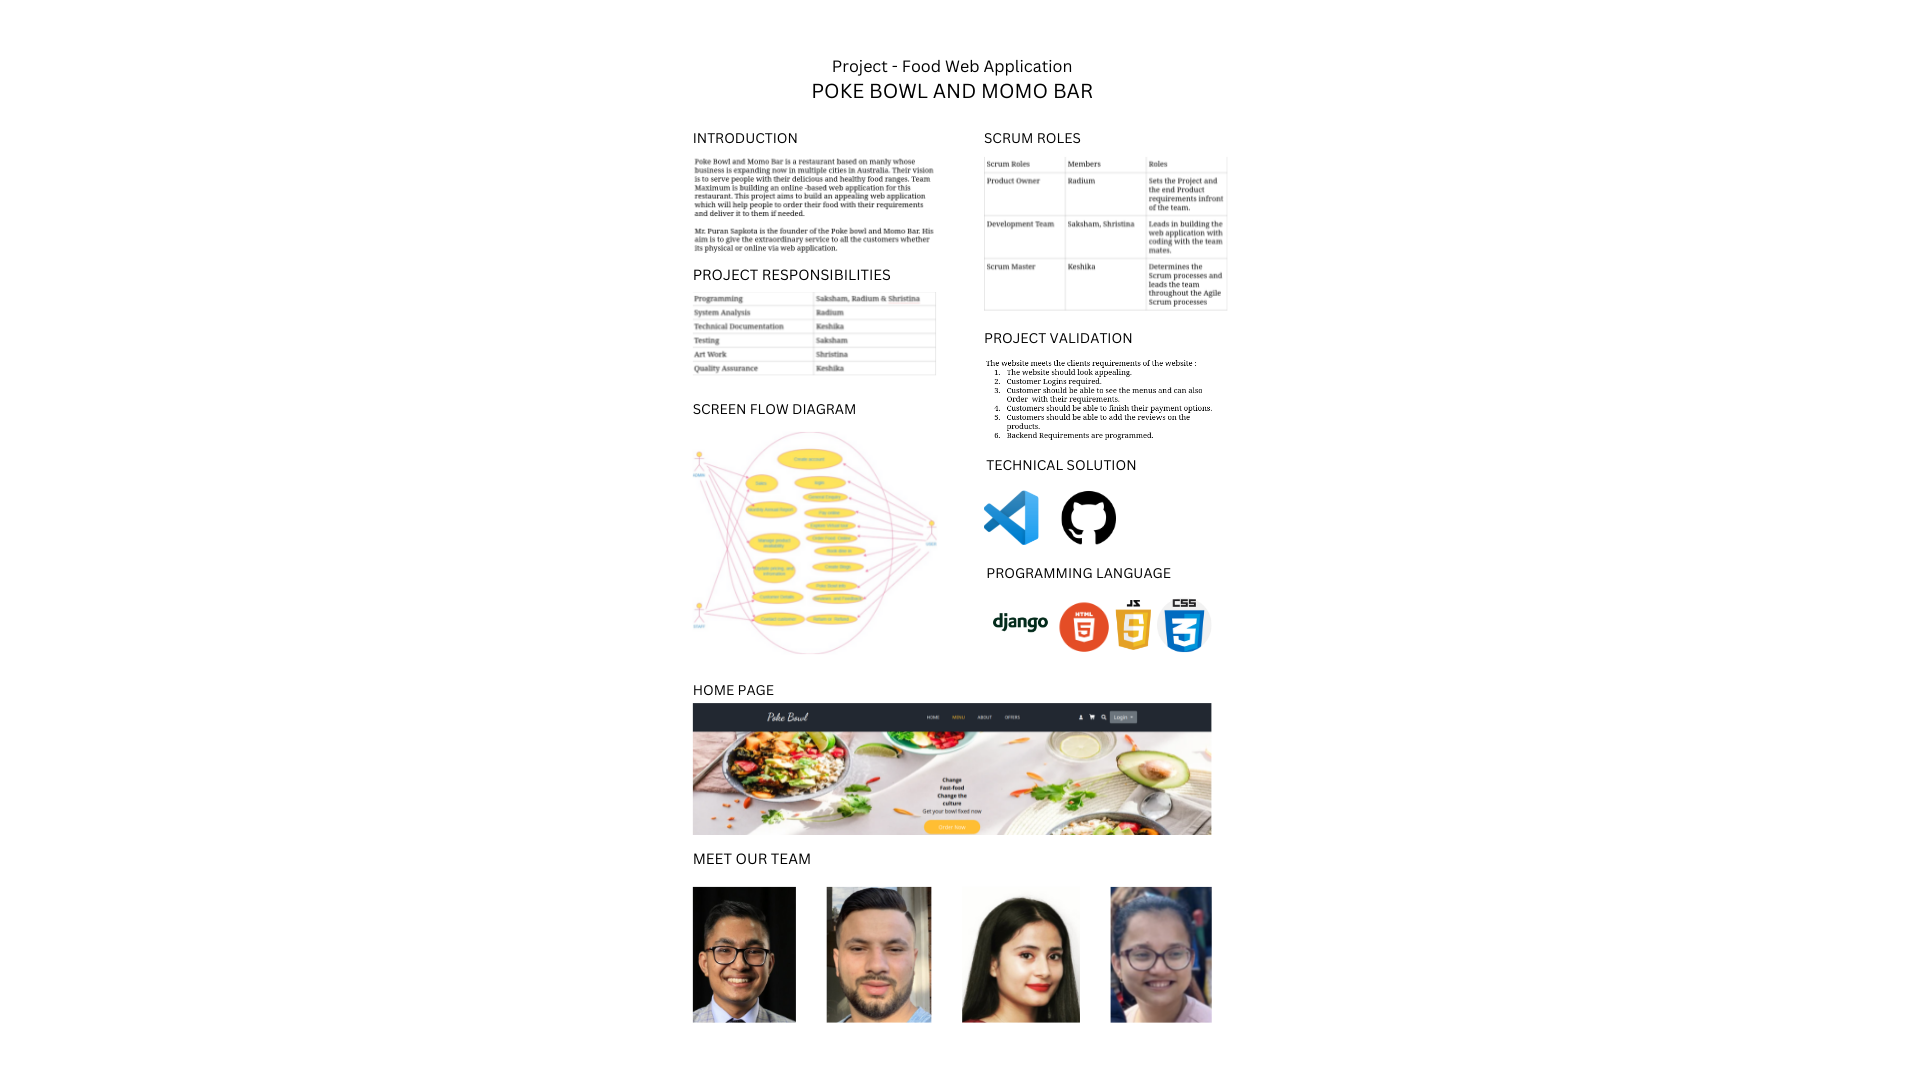 Project - Food Web Application
POKE BOWL AND MOMO BAR
INTRODUCTION
Poke Bowl and Momo Bar is a restaurant based on manly whose
business is expanding now in multiple cities in Australia. Their vision
is to serve people with their delicious and healthy food ranges. Team
Maximum is building an online -based web application for this
restaurant. This project aims to build an appealing web application
which will help people to order their food with their requirements
and deliver it to them if needed.
Mr. Puran Sapkota is the founder of the Poke bowl and Momo Bar. His
aim is to give the extraordinary service to all the customers whether
its physical or online via web application.
PROJECT RESPONSIBILITIES
Programming Saksham, Radium & Shristina
System Analysis Radium
Technical Documentation Keshika
Testing Saksham
Art Work Shristina
Quality Assurance Keshika
SCREEN FLOW DIAGRAM
Create account
Sales
Login
Pay online
SCRUM ROLES
Scrum Roles Members Roles
Product Owner Radium Sets the Project and
the end Product
requirements infront
of the team.
Development Team Saksham, Shristina Leads in building the
web application with
coding with the team
mates.
Scrum Master Keshika Determines the
Scrum processes and
leads the team
throughout the Agile
Scrum processes
PROJECT VALIDATION
The website meets the clients requirements of the website :
1. The website should look appealing.
2. Customer Logins required.
3. Customer should be able to see the menus and can also
Order with their requirements.
4. Customers should be able to finish their payment options.
5. Customers should be able to add the reviews on the
products.
6. Backend Requirements are programmed.
TECHNICAL SOLUTION
PROGRAMMING LANGUAGE
django
HTML
5
JS
CSS
3
HOME PAGE
Poke Bowl
HOME MENU ABOUT OFFERS
Login
Change
Fast-food
Change the
culture
Get your bowl fixed now
Order Now
MEET OUR TEAM